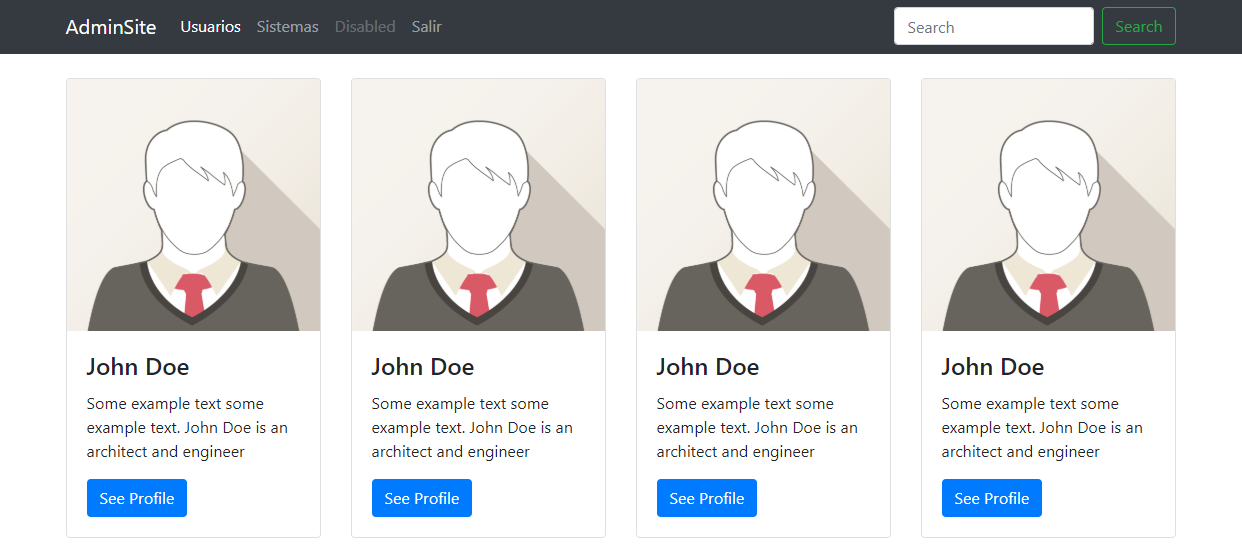 AdminSite Usuarios Sistemas Disabled Salir Search Search
John Doe
Some example text some
example text. John Doe is an
architect and engineer
See Profile
John Doe
Some example text some
example text. John Doe is an
architect and engineer
See Profile
John Doe
Some example text some
example text. John Doe is an
architect and engineer
See Profile
John Doe
Some example text some
example text. John Doe is an
architect and engineer
See Profile